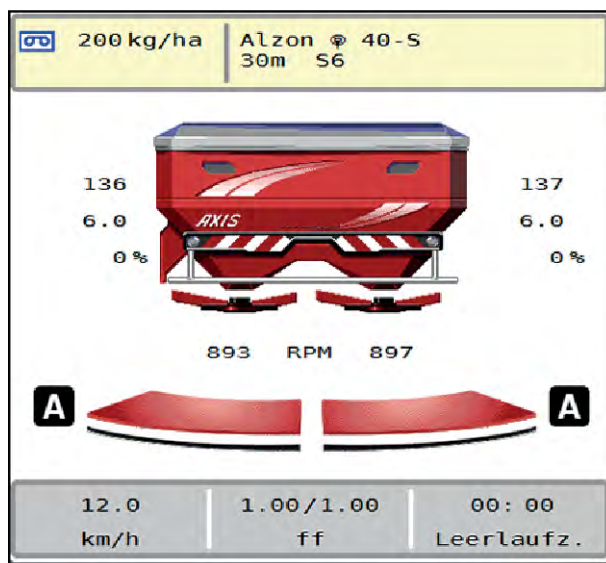 200 kg/ha
Alzon 40-S
30m S6
136 137
6.0 6.0
0% 0%
AXIS
893 RPM 897
A A
12.0 1.00/1.00 00:00
km/h ff Leerlaufz.